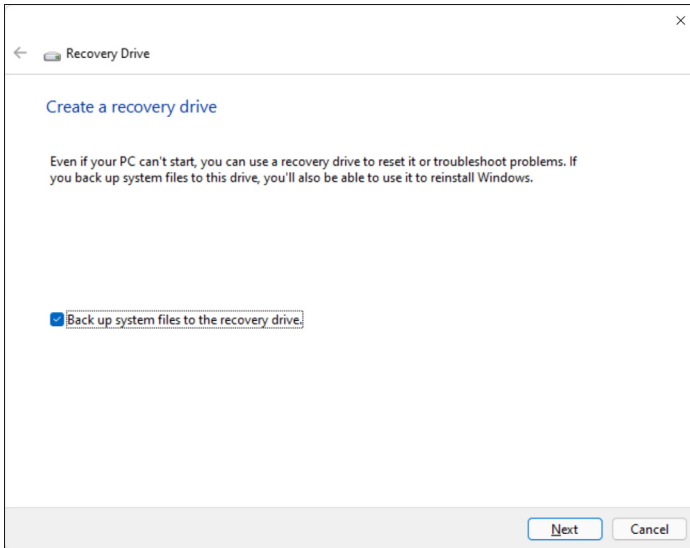 Recovery Drive
Create a recovery drive
Even if your PC can't start, you can use a recovery drive to reset it or troubleshoot problems. If
you back up system files to this drive, you'll also be able to use it to reinstall Windows.
Back up system files to the recovery drive.
Next Cancel